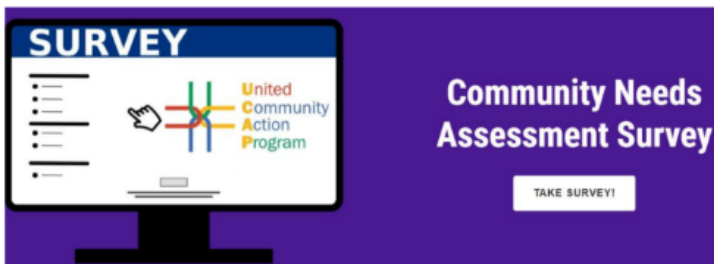 SURVEY
United
Community
Action
Program
Community Needs
Assessment Survey
TAKE SURVEY!